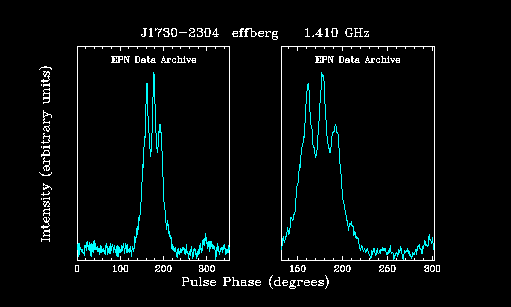 J1730-2304 effberg 1.410 GHz
EPN Data Archive EPN Data Archive
Intensity (arbitrary units)
0 100 200 300 150 200 250 300
Pulse Phase (degrees)